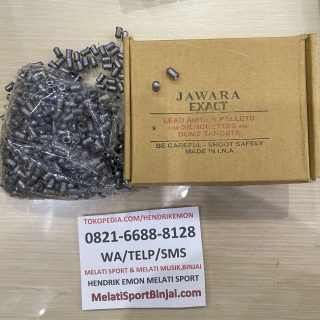 JAWARA
EXACT
LEAD AIRGUN PELLETS
FOR SILHOUETTES AND
DOME TARGETS
BE CAREFUL - SHOOT SAFELY
MADE IN I.N.A
TOKOPEDIA.COM/HENDRIKEMON
0821-6688-8128
WA/TELP/SMS
MELATI SPORT & MELATI MUSIK,BINJAI
HENDRIK EMON MELATI SPORT
MelatiSportBinjai.com